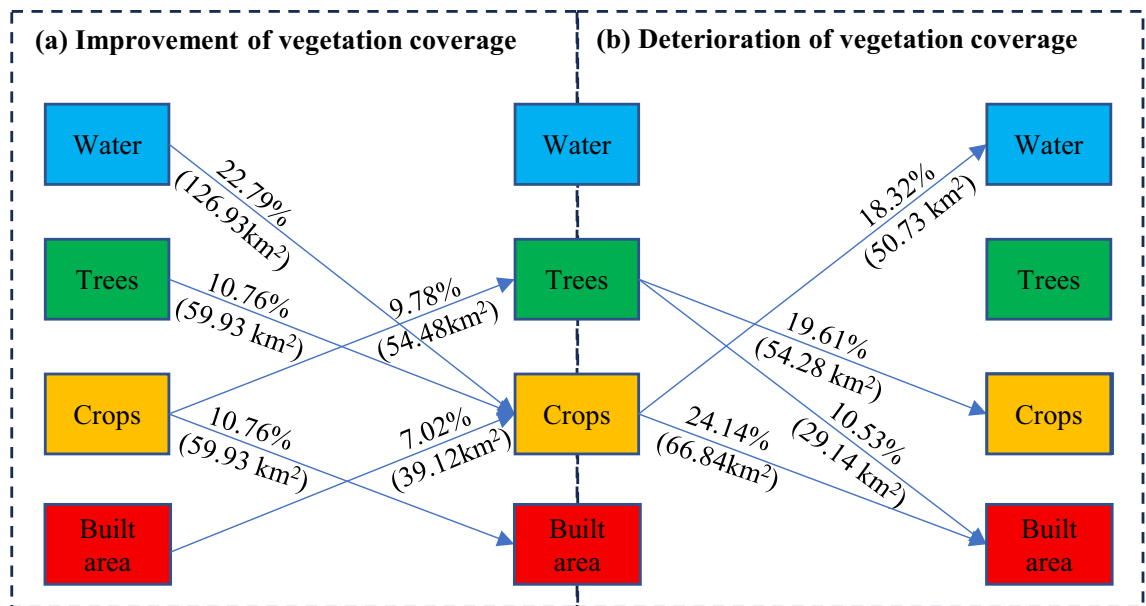 (a) Improvement of vegetation coverage
(b) Deterioration of vegetation coverage
Water
Water
Water
22.79%
(126.93km²)
18.32%
(50.73 km²)
Trees
Trees
Trees
10.76%
(59.93 km²)
9.78%
(54.48km²)
19.61%
(54.28 km²)
Crops
Crops
Crops
10.76%
(59.93 km²)
7.02%
(39.12km²)
24.14%
(66.84km²)
10.53%
(29.14 km²)
Built
area
Built
area
Built
area